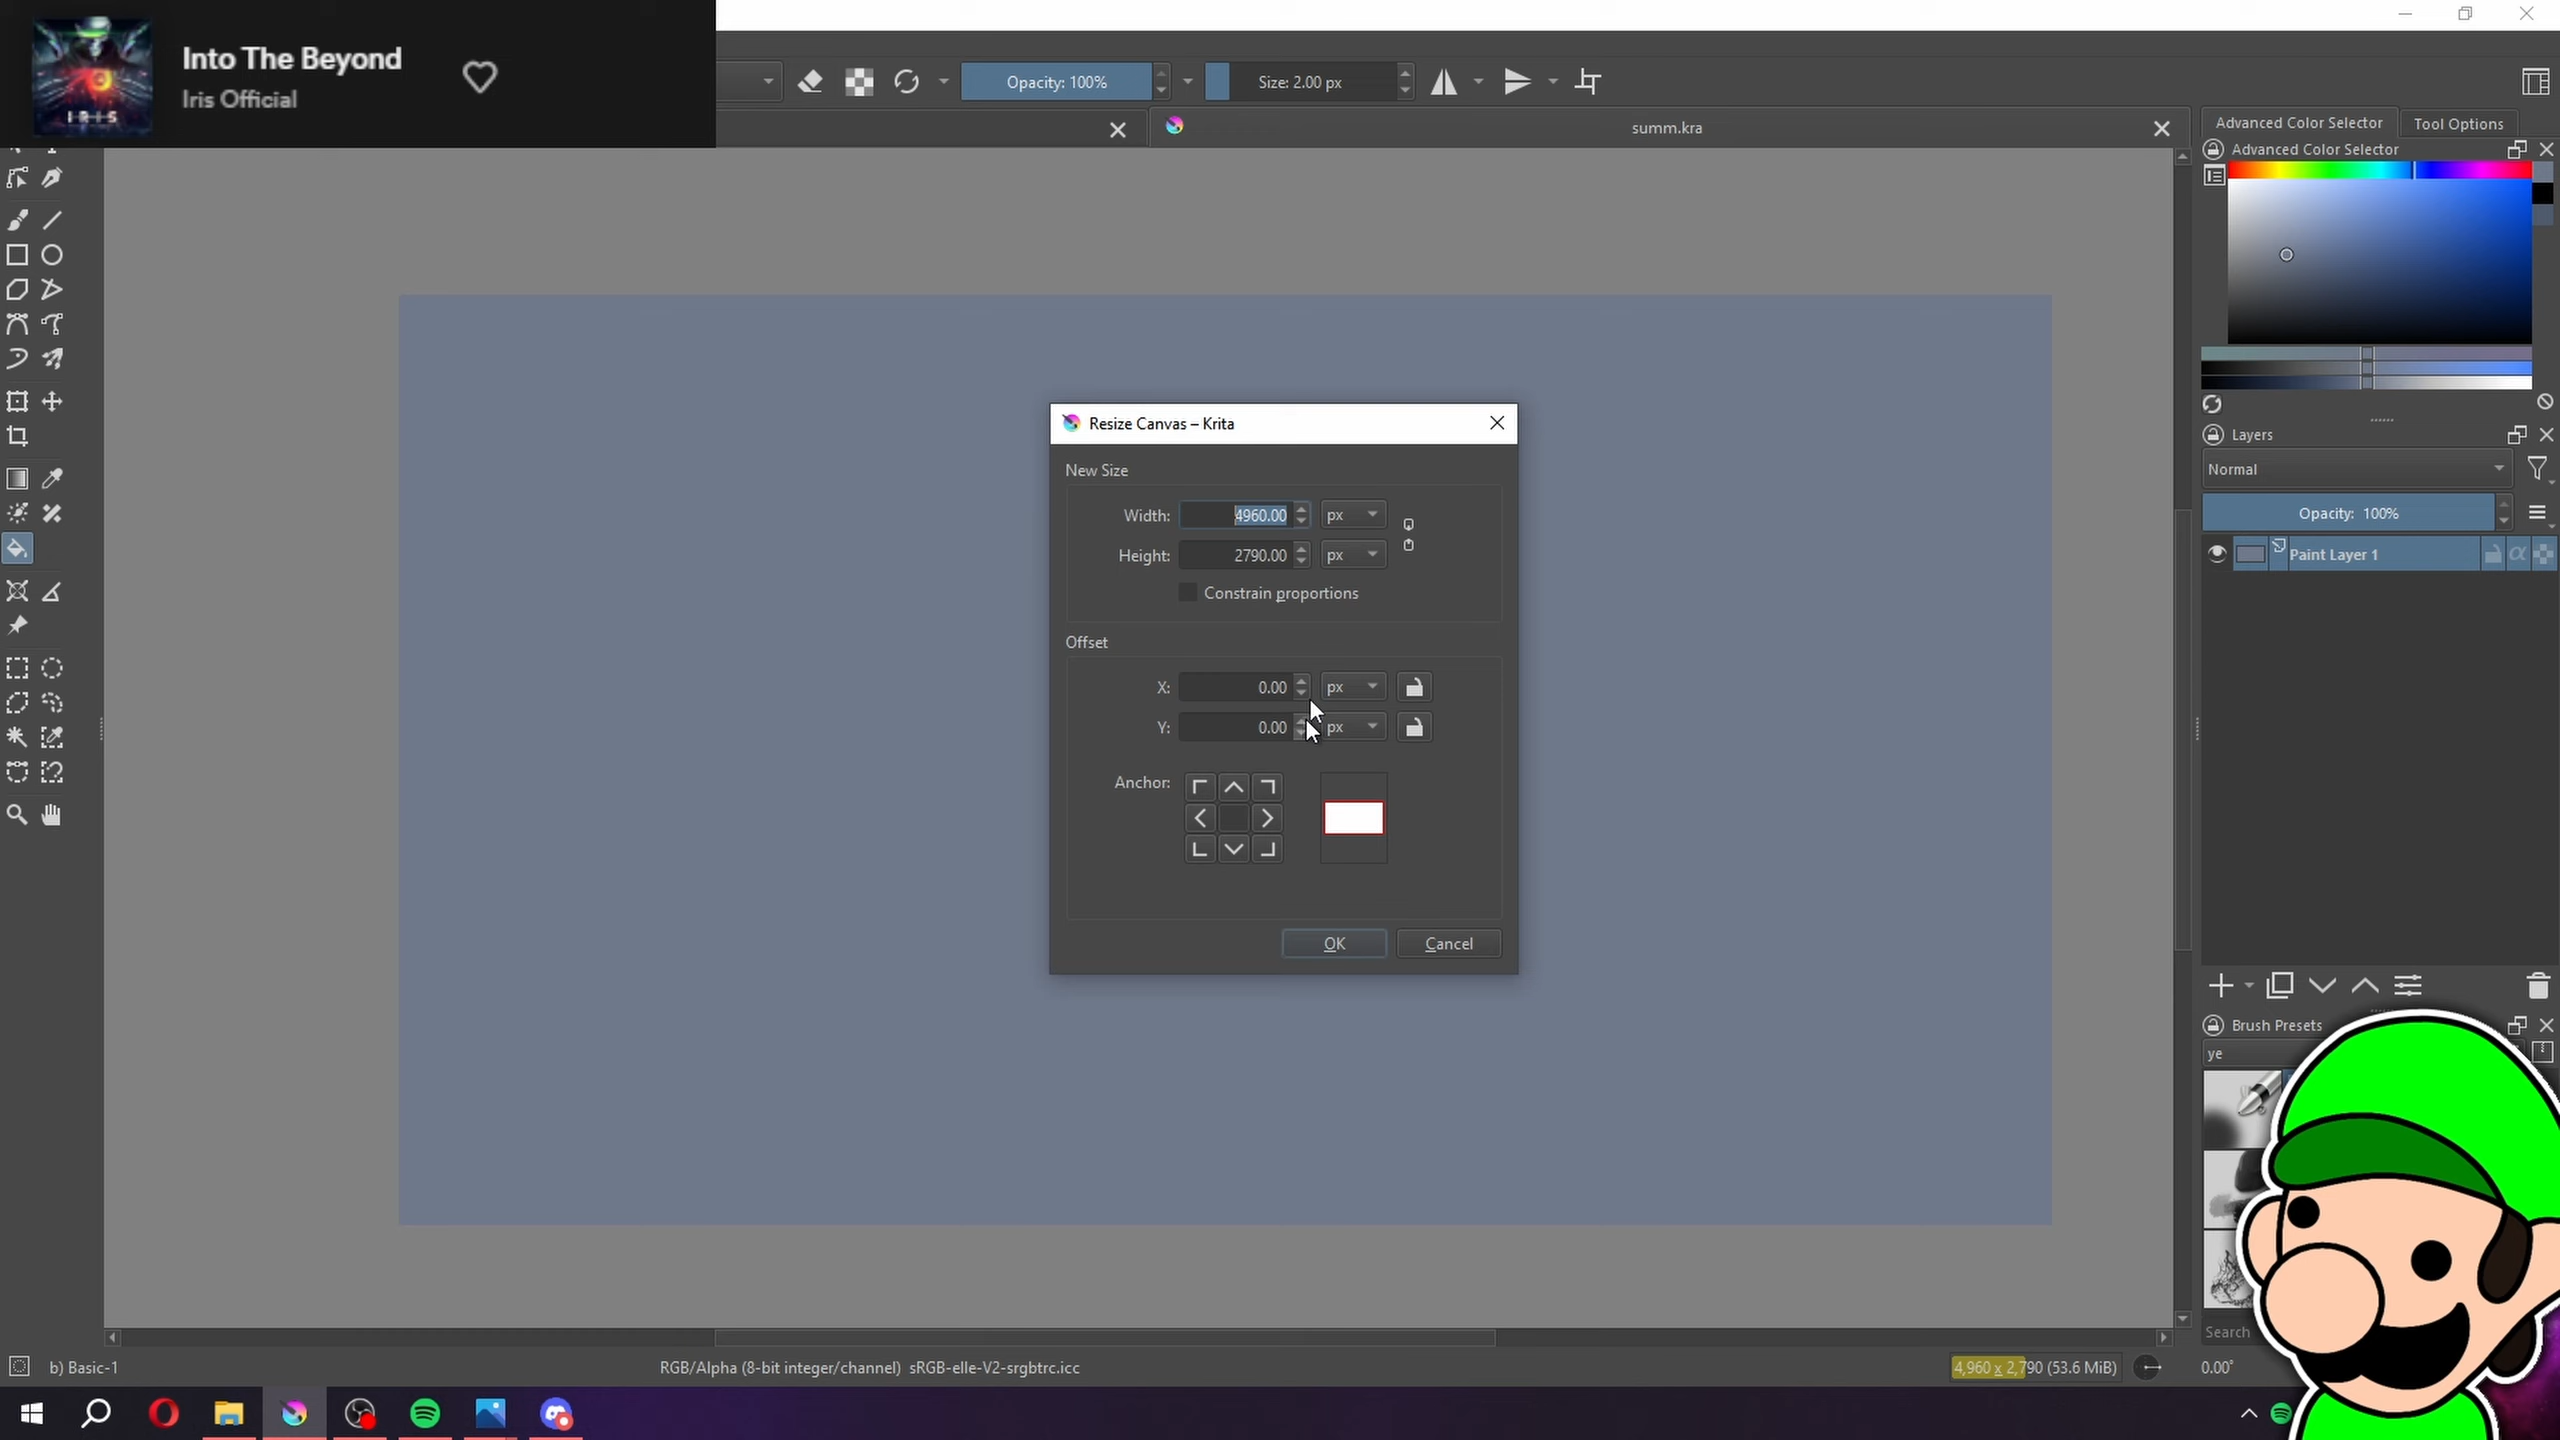 Into The Beyond
Iris Official
IRIS
Opacity: 100%
Size: 2.00 px
summ.kra
Advanced Color Selector
Tool Options
Advanced Color Selector
Layers
Normal
Opacity: 100%
Paint Layer 1
Resize Canvas – Krita
New Size
Width: 4960.00 px
Height: 2790.00 px
Constrain proportions
Offset
X: 0.00 px
Y: 0.00 px
Anchor:
OK
Cancel
Brush Presets
ye
Search
b) Basic-1
RGB/Alpha (8-bit integer/channel) sRGB-elle-V2-srgbtrc.icc
4,960 x 2,790 (53.6 MiB)
0.00°